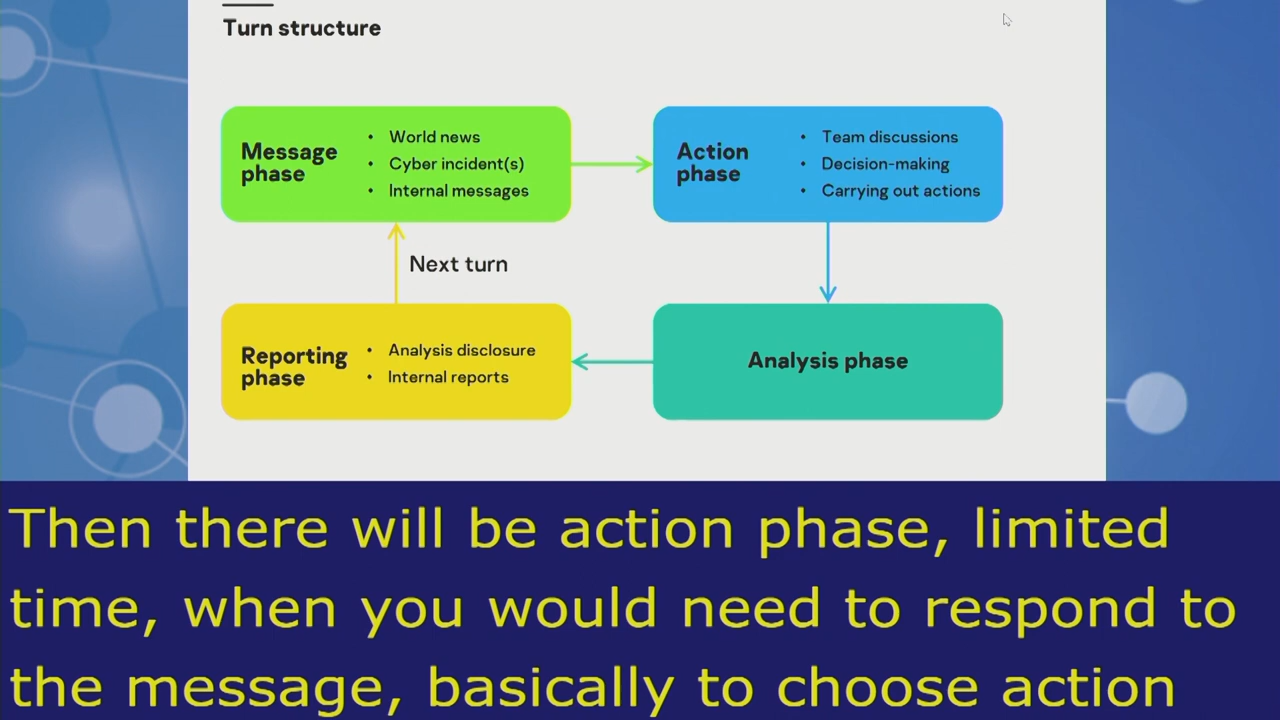 Turn structure
Message
phase
• World news
• Cyber incident(s)
• Internal messages
Action
phase
• Team discussions
• Decision-making
• Carrying out actions
Next turn
Reporting
phase
• Analysis disclosure
• Internal reports
Analysis phase
Then there will be action phase, limited
time, when you would need to respond to
the message, basically to choose action